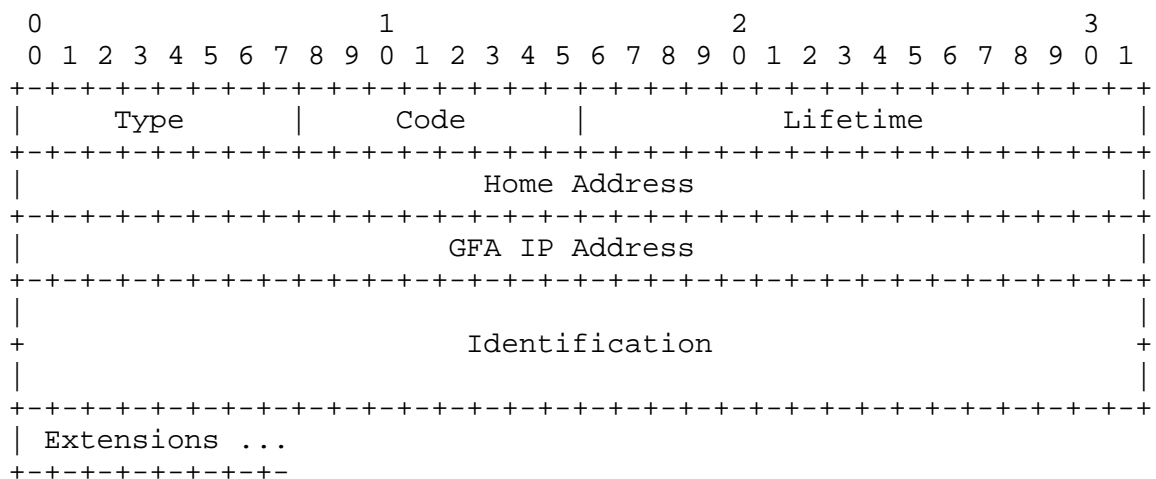 0                   1                   2                   3
 0 1 2 3 4 5 6 7 8 9 0 1 2 3 4 5 6 7 8 9 0 1 2 3 4 5 6 7 8 9 0 1
+-+-+-+-+-+-+-+-+-+-+-+-+-+-+-+-+-+-+-+-+-+-+-+-+-+-+-+-+-+-+-+-+
|     Type      |     Code      |           Lifetime            |
+-+-+-+-+-+-+-+-+-+-+-+-+-+-+-+-+-+-+-+-+-+-+-+-+-+-+-+-+-+-+-+-+
|                          Home Address                         |
+-+-+-+-+-+-+-+-+-+-+-+-+-+-+-+-+-+-+-+-+-+-+-+-+-+-+-+-+-+-+-+-+
|                        GFA IP Address                         |
+-+-+-+-+-+-+-+-+-+-+-+-+-+-+-+-+-+-+-+-+-+-+-+-+-+-+-+-+-+-+-+-+
|                                                               |
+                         Identification                        +
|                                                               |
+-+-+-+-+-+-+-+-+-+-+-+-+-+-+-+-+-+-+-+-+-+-+-+-+-+-+-+-+-+-+-+-+
| Extensions ...
+-+-+-+-+-+-+-+-